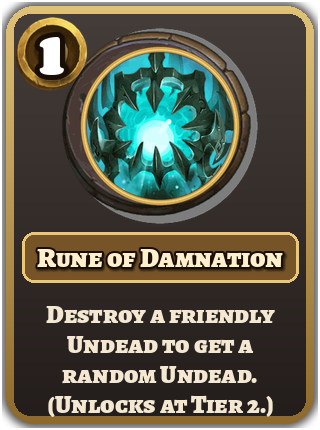 1
Rune of Damnation
Destroy a friendly
Undead to get a
random Undead.
(Unlocks at Tier 2.)